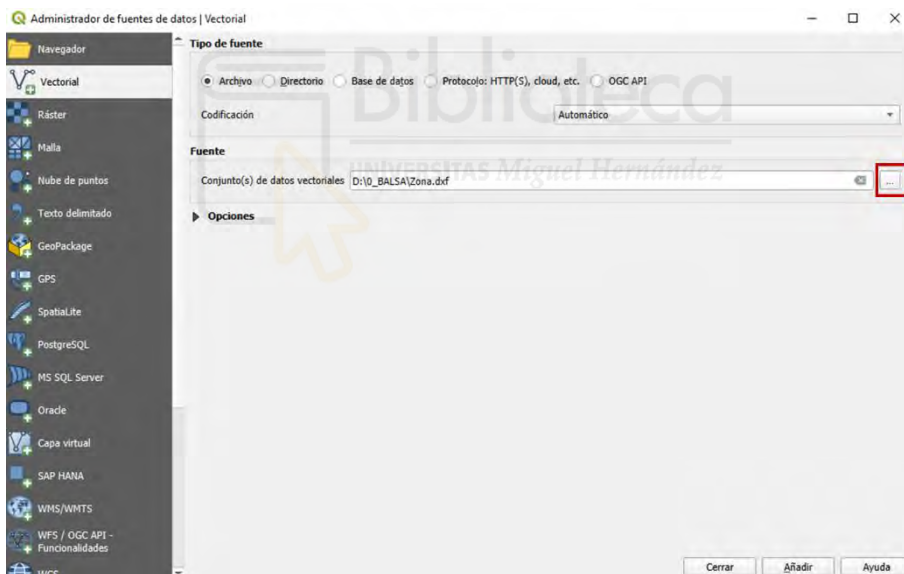 Administrador de fuentes de datos | Vectorial
Navegador
Vectorial
Ráster
Malla
Nube de puntos
Texto delimitado
GeoPackage
GPS
SpatiaLite
PostgreSQL
MS SQL Server
Oracle
Capa virtual
SAP HANA
WMS/WMTS
WFS / OGC API -
Funcionalidades
WCS
Tipo de fuente
Archivo Directorio Base de datos Protocolo: HTTP(S), cloud, etc. OGC API
Codificación Automático
Fuente
Conjunto(s) de datos vectoriales D:\0_BALSA\Zona.dxf ...
Opciones
Biblioteca
UNIVERSITAS Miguel Hernández
Cerrar Añadir Ayuda